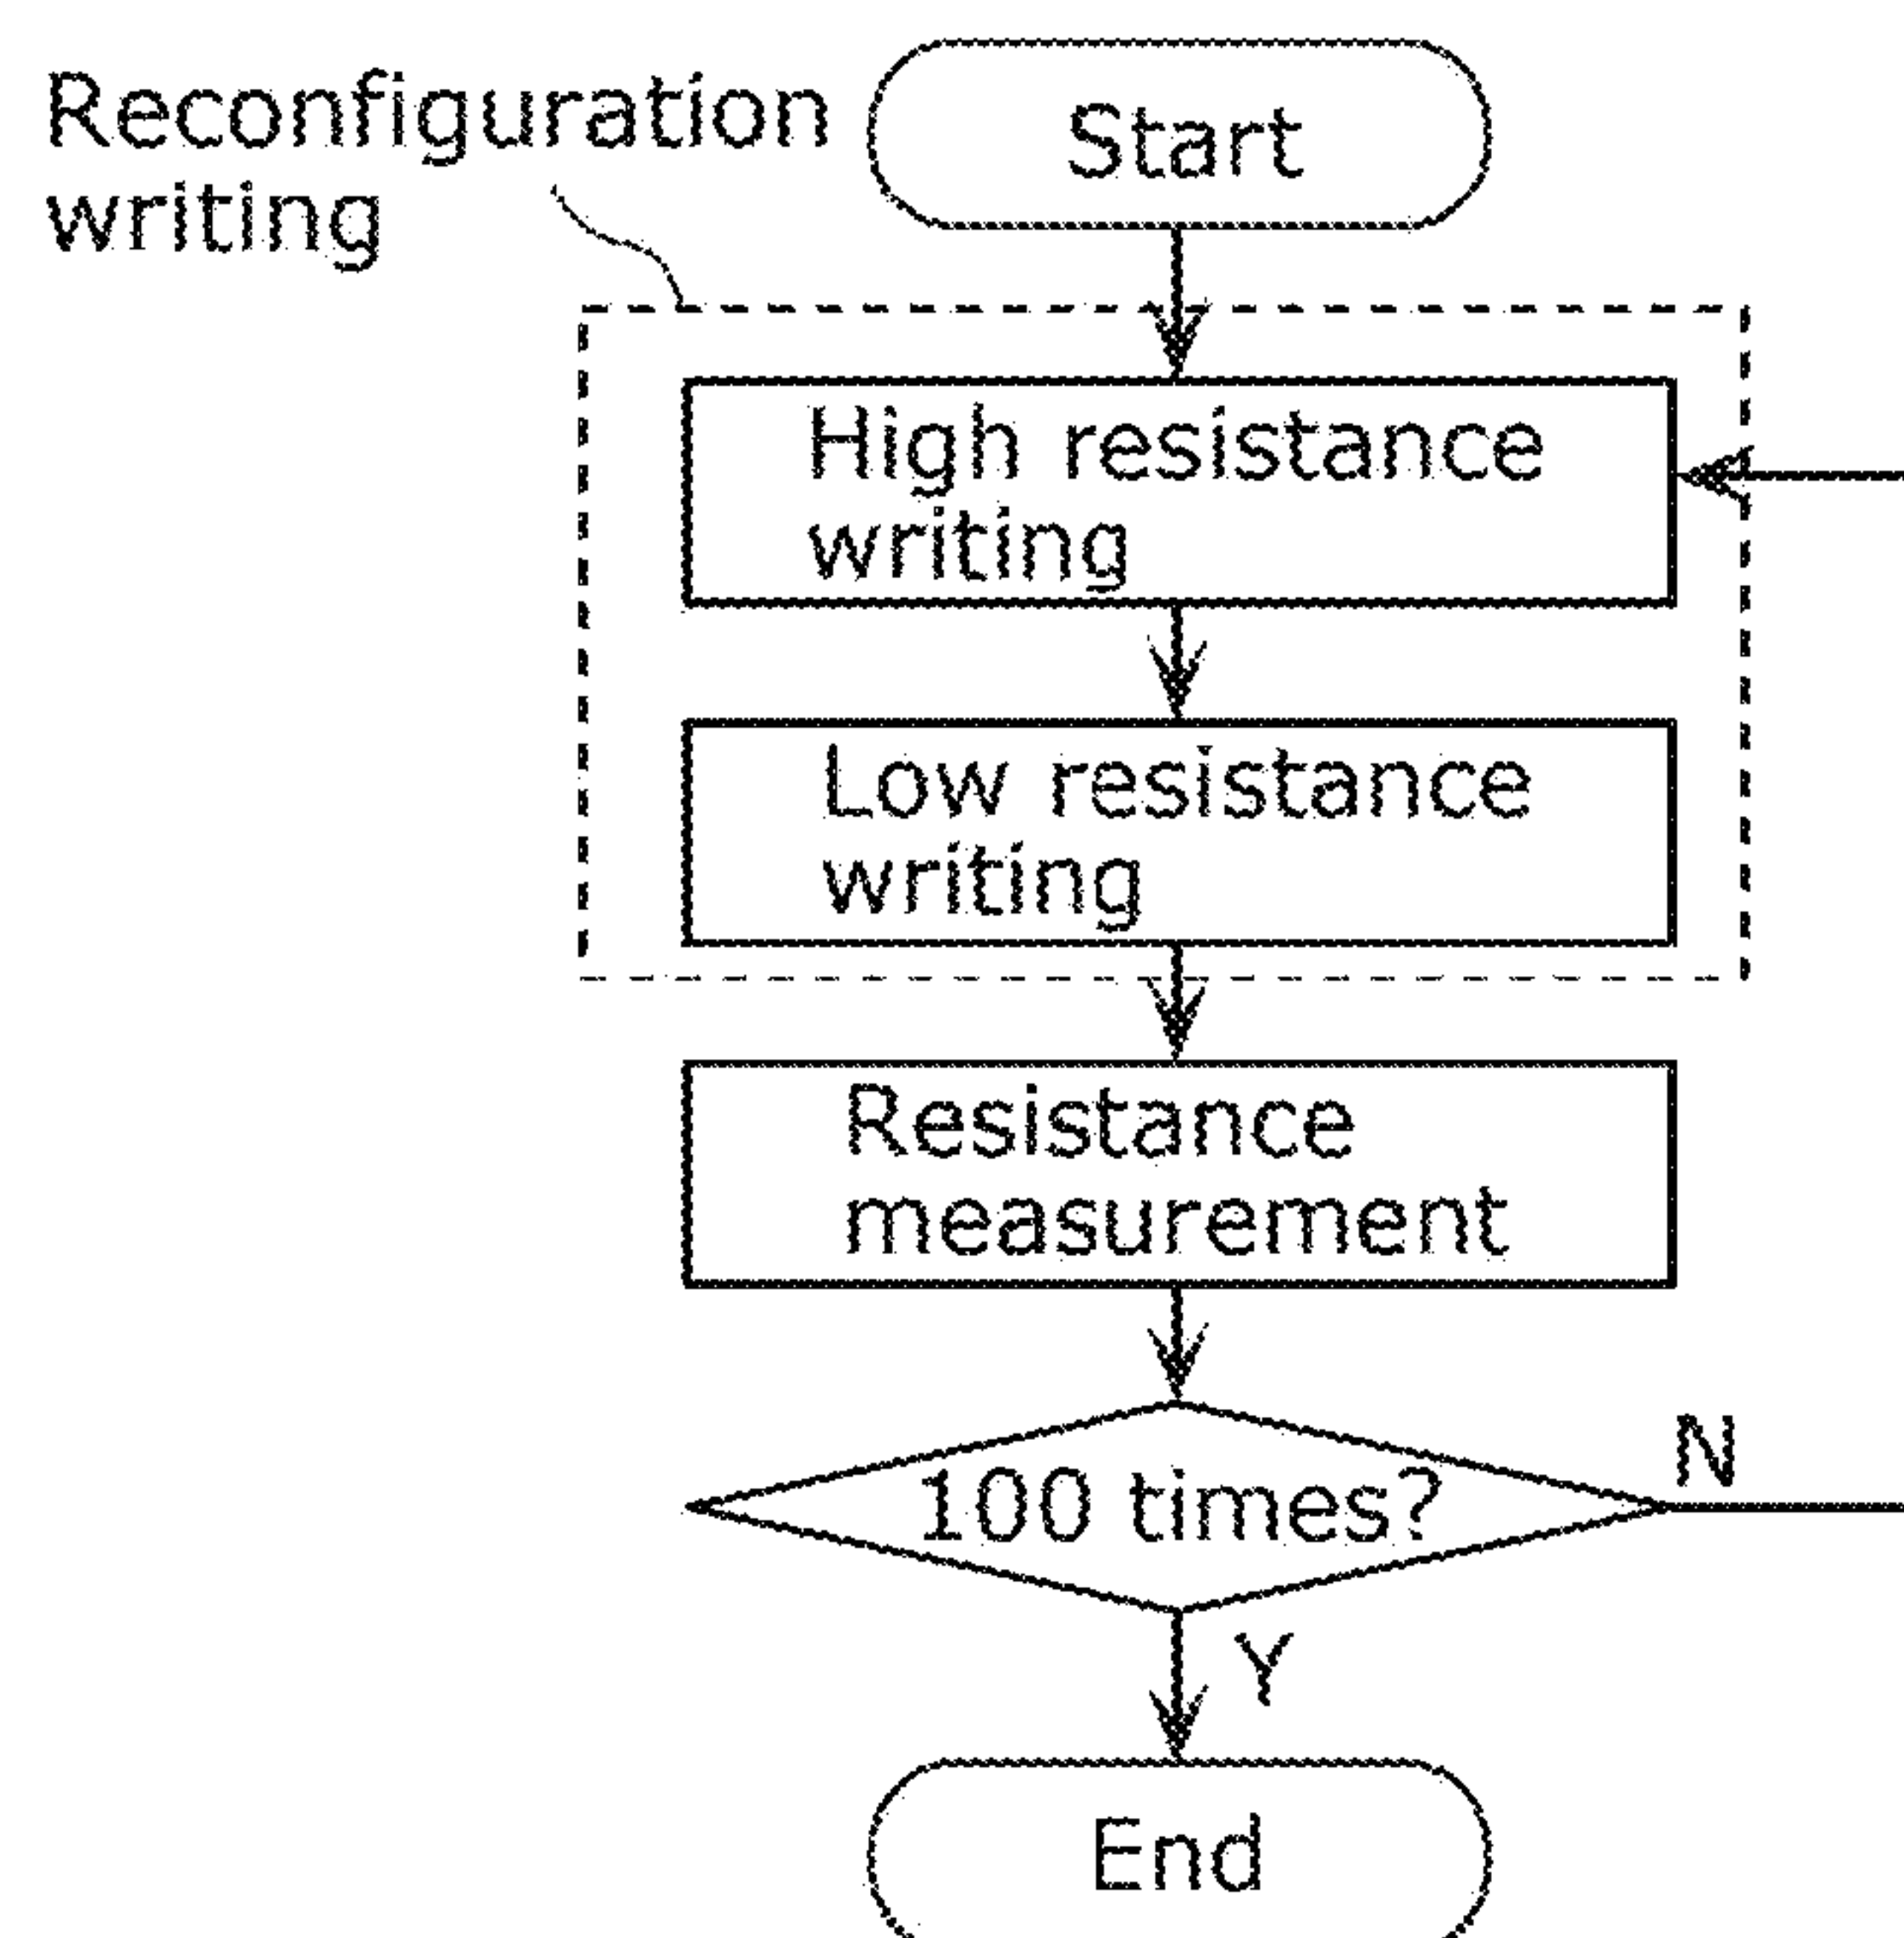 Reconfiguration
writing
Start
High resistance
writing
Low resistance
writing
Resistance
measurement
100 times?
N
Y
End